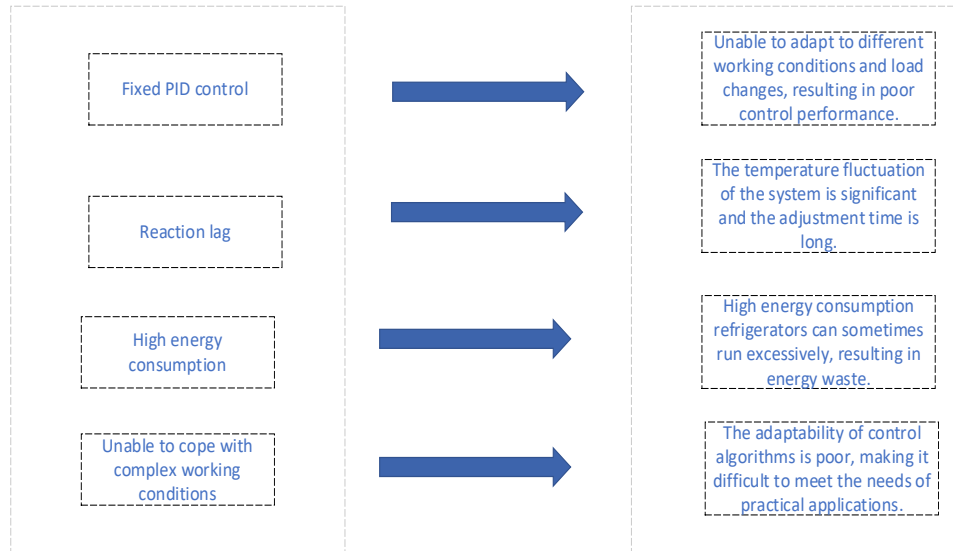 Fixed PID control
Unable to adapt to different
working conditions and load
changes, resulting in poor
control performance.
Reaction lag
The temperature fluctuation
of the system is significant
and the adjustment time is
long.
High energy
consumption
High energy consumption
refrigerators can sometimes
run excessively, resulting in
energy waste.
Unable to cope with
complex working
conditions
The adaptability of control
algorithms is poor, making it
difficult to meet the needs of
practical applications.